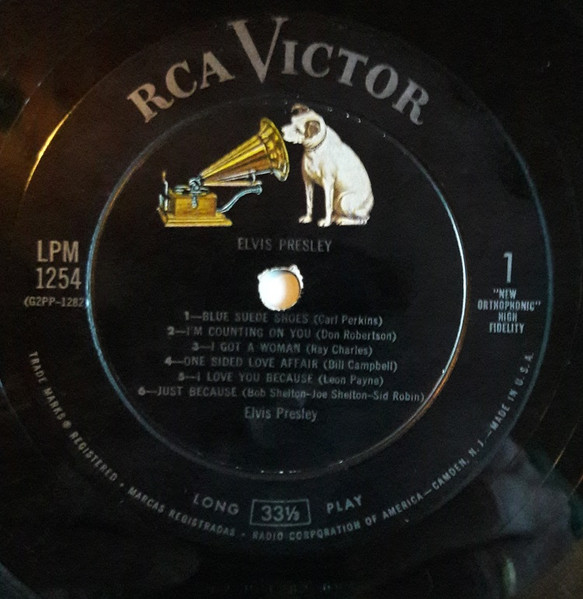 RCA VICTOR
ELVIS PRESLEY
LPM
1254
(G2PP-1282
1
"NEW
ORTHOPHONIC"
HIGH
FIDELITY
1—BLUE SUEDE SHOES (Carl Perkins)
2—I'M COUNTING ON YOU (Don Robertson)
3—I GOT A WOMAN (Ray Charles)
4—ONE SIDED LOVE AFFAIR (Bill Campbell)
5—I LOVE YOU BECAUSE (Leon Payne)
6—JUST BECAUSE (Bob Shelton-Joe Shelton-Sid Robin)
Elvis Presley
LONG 33⅓ PLAY
TRADE MARKS ® REGISTERED • MARCAS REGISTRADAS • RADIO CORPORATION OF AMERICA—CAMDEN, N. J.—MADE IN U.S.A.